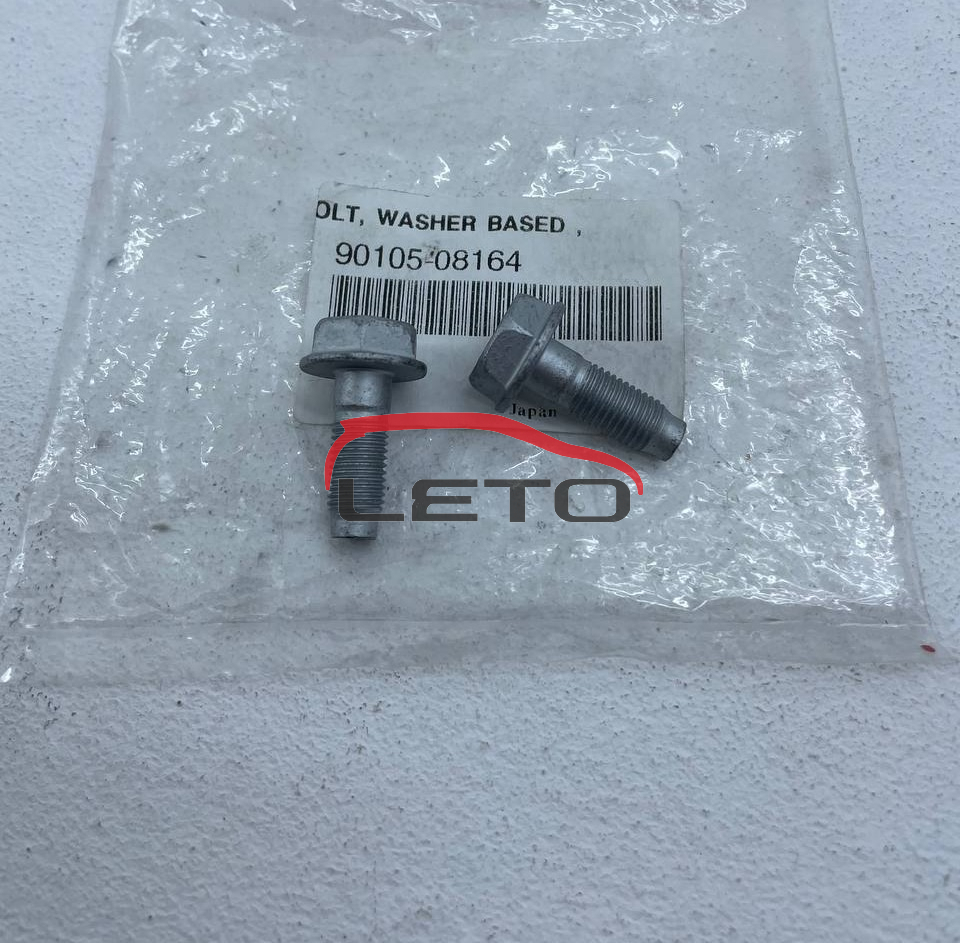 OLT, WASHER BASED ,
90105-08164
Japan
LETO